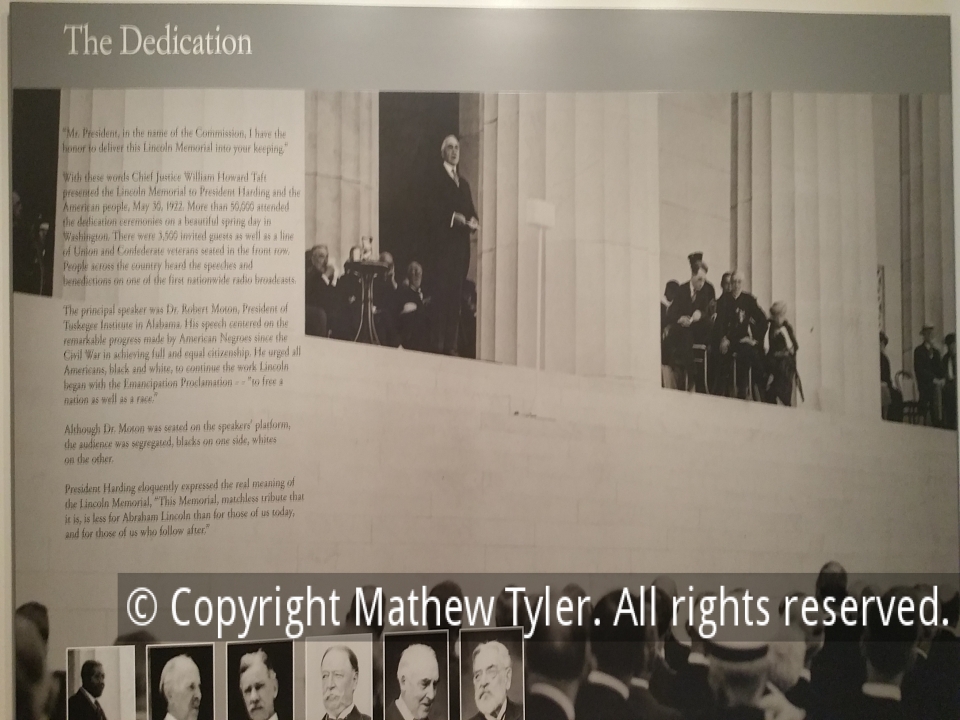 The Dedication
"Mr. President, in the name of the Commission, I have the
honor to deliver this Lincoln Memorial into your keeping."
With these words Chief Justice William Howard Taft
presented the Lincoln Memorial to President Harding and the
American people, May 30, 1922. More than 50,000 attended
the dedication ceremonies on a beautiful spring day in
Washington. There were 3,500 invited guests as well as a line
of Union and Confederate veterans seated in the front row.
People across the country heard the speeches and
benedictions on one of the first nationwide radio broadcasts.
The principal speaker was Dr. Robert Moton, President of
Tuskegee Institute in Alabama. His speech centered on the
remarkable progress made by American Negroes since the
Civil War in achieving full and equal citizenship. He urged all
Americans, black and white, to continue the work Lincoln
began with the Emancipation Proclamation - - "to free a
nation as well as a race."
Although Dr. Moton was seated on the speakers' platform,
the audience was segregated, blacks on one side, whites
on the other.
President Harding eloquently expressed the real meaning of
the Lincoln Memorial, "This Memorial, matchless tribute that
it is, is less for Abraham Lincoln than for those of us today,
and for those of us who follow after."
© Copyright Mathew Tyler. All rights reserved.